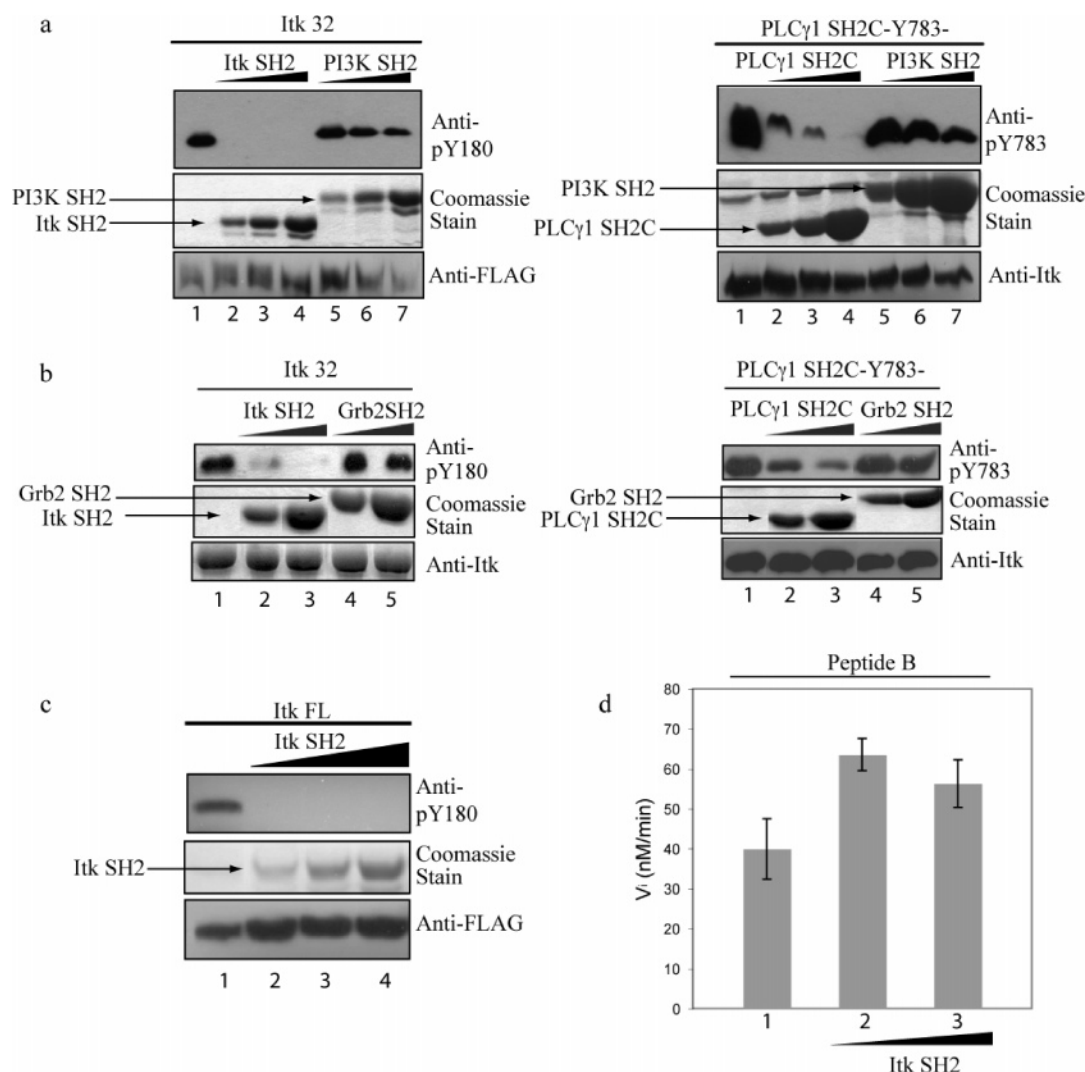 a
Itk 32
Itk SH2 PI3K SH2
Anti-
pY180
PI3K SH2
Itk SH2
Coomassie
Stain
Anti-FLAG
1 2 3 4 5 6 7
PLCγ1 SH2C-Y783-
PLCγ1 SH2C PI3K SH2
Anti-
pY783
PI3K SH2
PLCγ1 SH2C
Coomassie
Stain
Anti-Itk
1 2 3 4 5 6 7
b
Itk 32
Itk SH2 Grb2SH2
Anti-
pY180
Grb2 SH2
Itk SH2
Coomassie
Stain
Anti-Itk
1 2 3 4 5
PLCγ1 SH2C-Y783-
PLCγ1 SH2C Grb2 SH2
Anti-
pY783
Grb2 SH2
PLCγ1 SH2C
Coomassie
Stain
Anti-Itk
1 2 3 4 5
c
Itk FL
Itk SH2
Anti-
pY180
Itk SH2
Coomassie
Stain
Anti-FLAG
1 2 3 4
d
Peptide B
Vi (nM/min)
80
70
60
50
40
30
20
10
0
1 2 3
Itk SH2